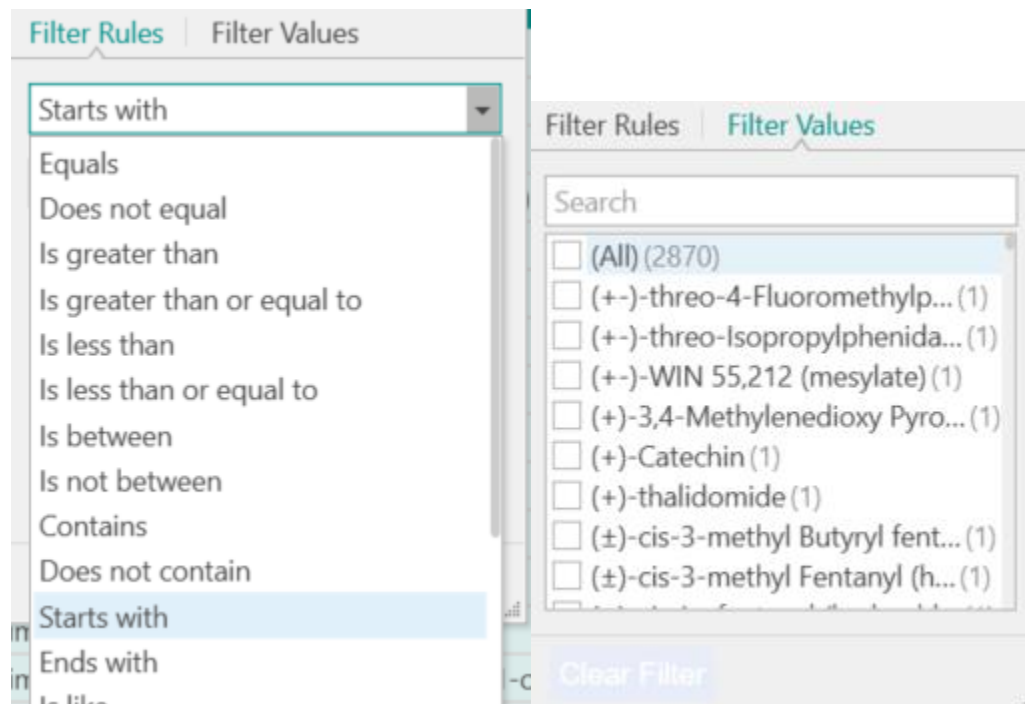 Filter Rules Filter Values
Starts with
Equals
Does not equal
Is greater than
Is greater than or equal to
Is less than
Is less than or equal to
Is between
Is not between
Contains
Does not contain
Starts with
Ends with
Is like
Filter Rules Filter Values
Search
(All) (2870)
(+-)-threo-4-Fluoromethylp... (1)
(+-)-threo-Isopropylphenida... (1)
(+-)-WIN 55,212 (mesylate) (1)
(+)-3,4-Methylenedioxy Pyro... (1)
(+)-Catechin (1)
(+)-thalidomide (1)
(±)-cis-3-methyl Butyryl fent... (1)
(±)-cis-3-methyl Fentanyl (h... (1)
Clear Filter